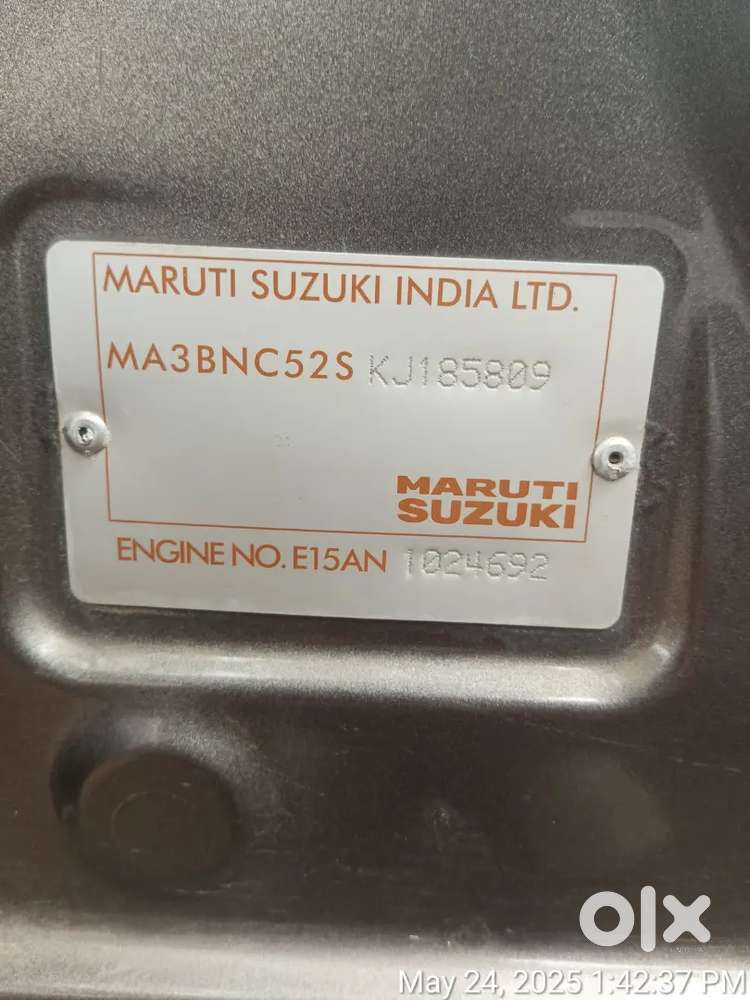 MARUTI SUZUKI INDIA LTD.
MA3BNC52S KJ185809
MARUTI
SUZUKI
ENGINE NO. E15AN 1024692
olx
May 24, 2025 1:42:37 PM